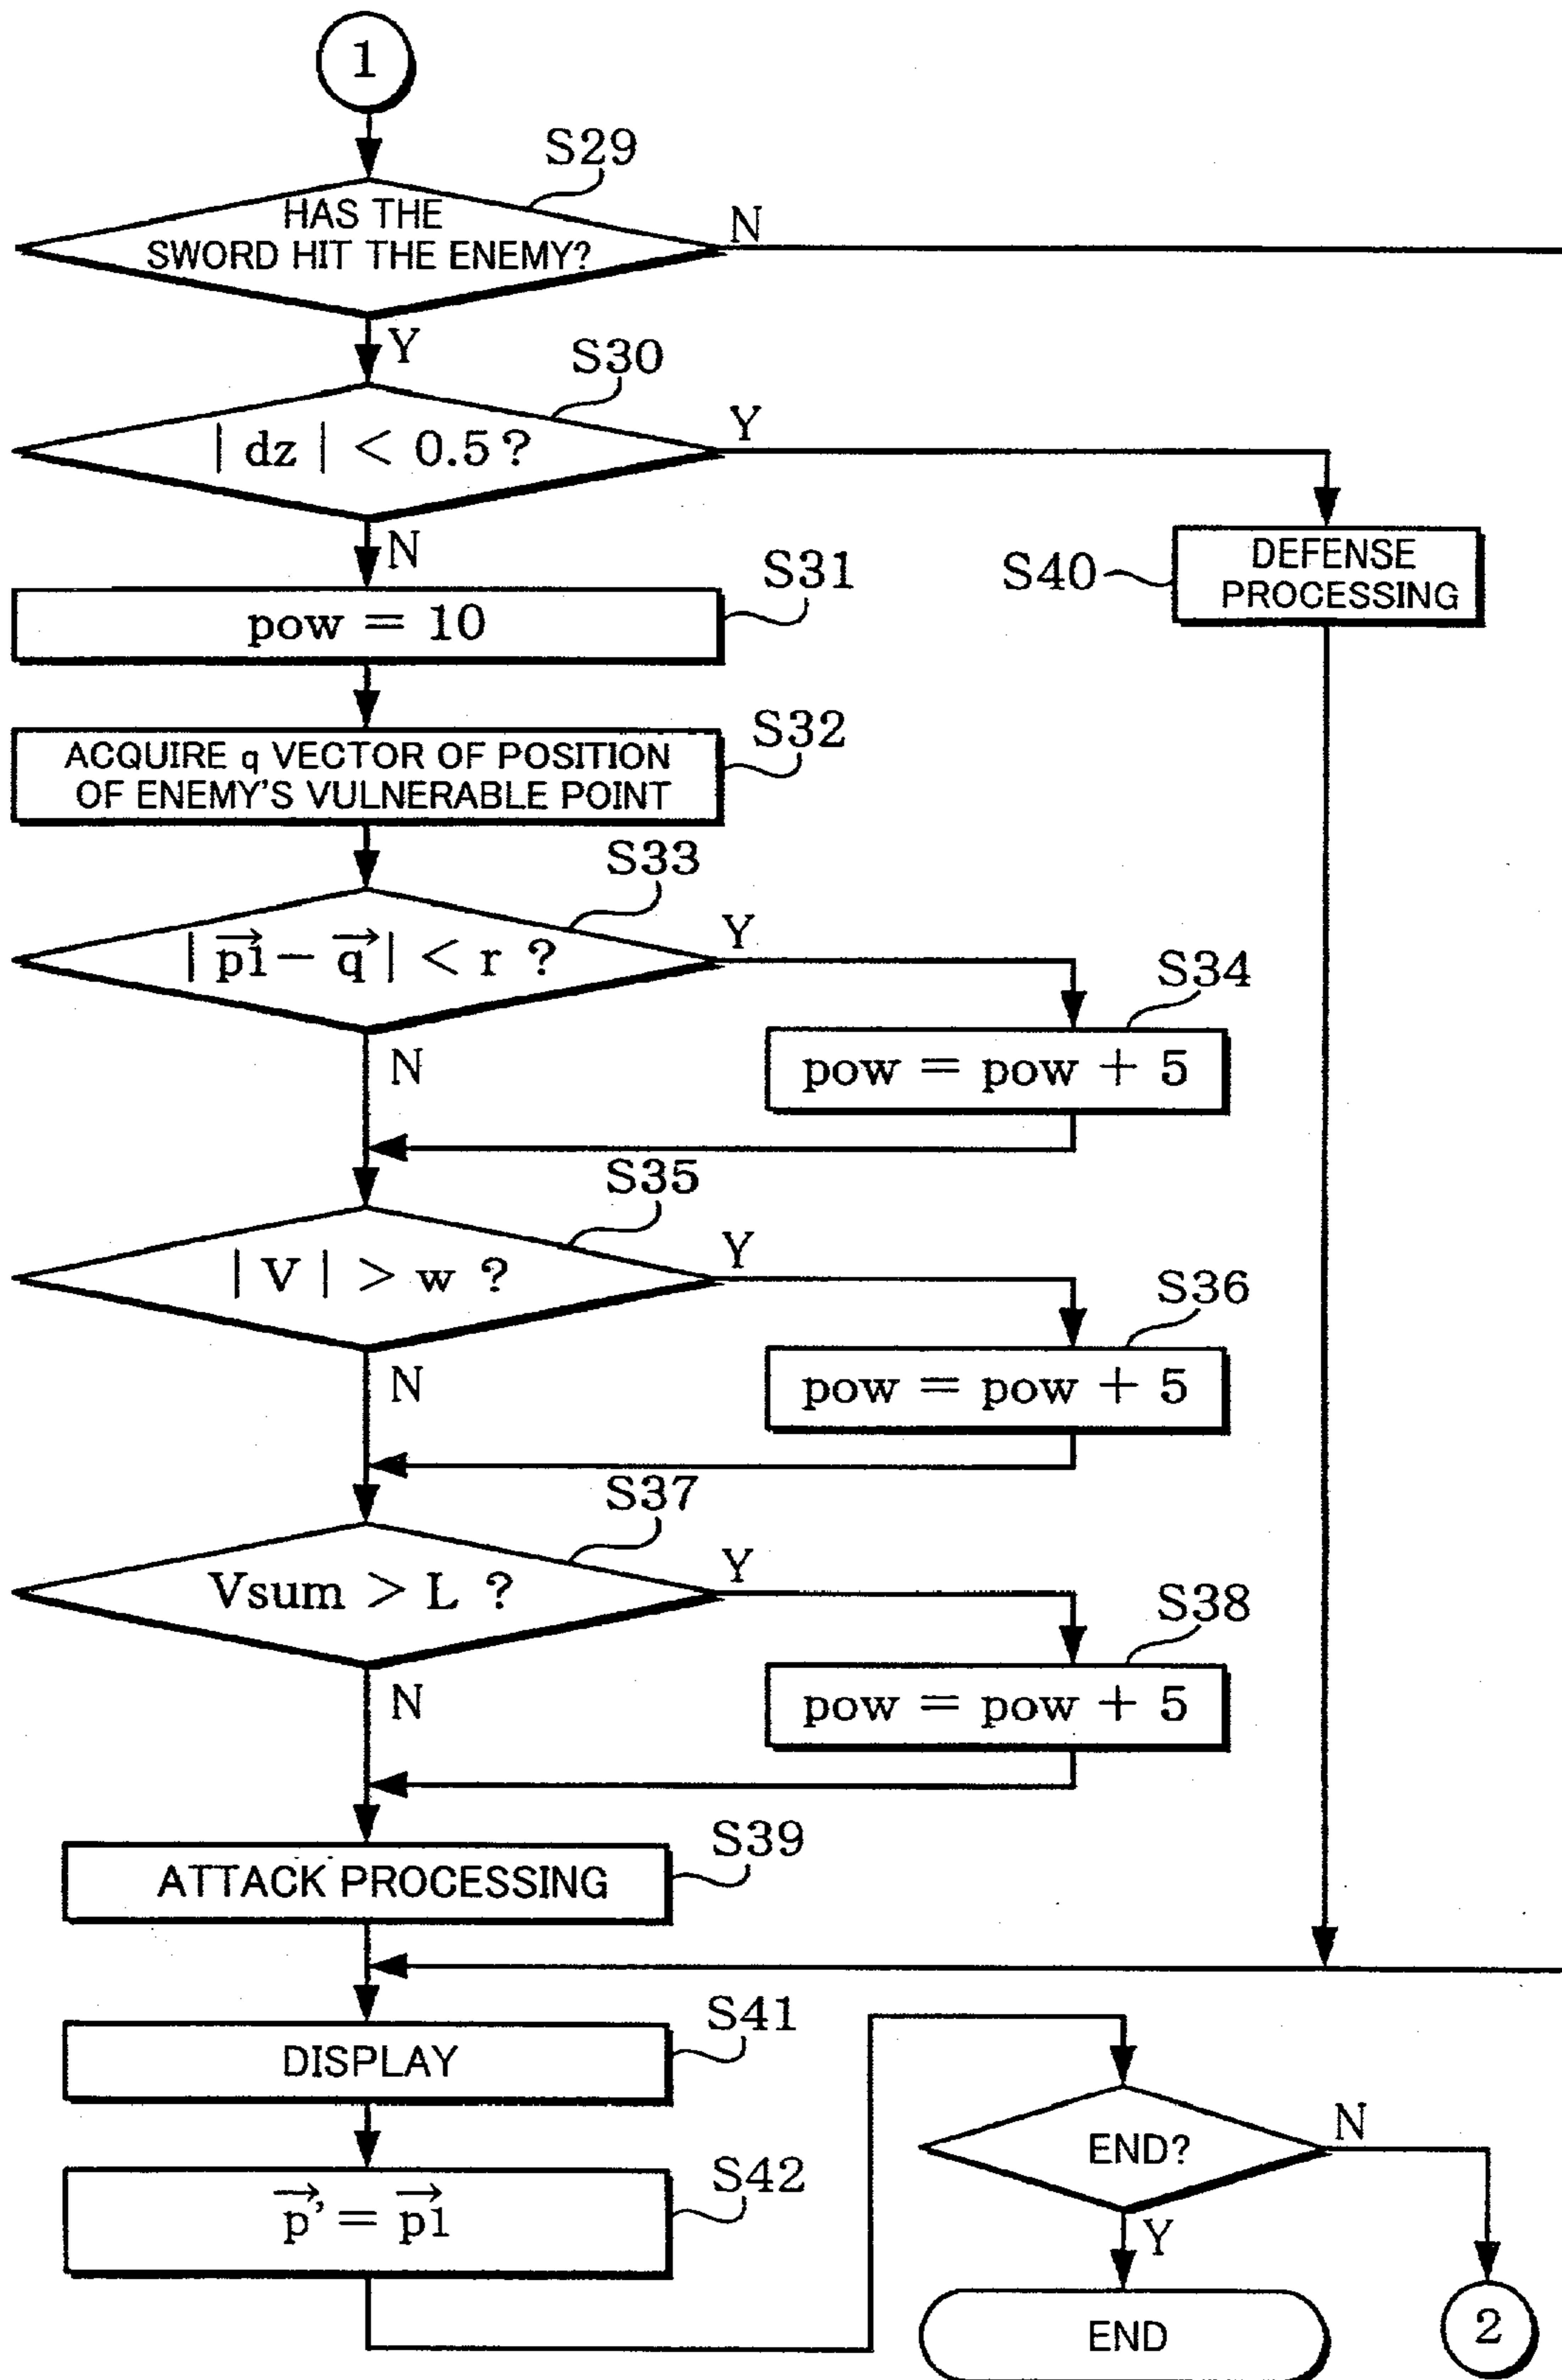 1
S29
HAS THE
SWORD HIT THE ENEMY?
N
Y
S30
| dz | < 0.5 ?
Y
N
S40
DEFENSE
PROCESSING
S31
pow = 10
S32
ACQUIRE q VECTOR OF POSITION
OF ENEMY'S VULNERABLE POINT
S33
| p1 − q | < r ?
Y
N
S34
pow = pow + 5
S35
| V | > w ?
Y
N
S36
pow = pow + 5
S37
Vsum > L ?
Y
N
S38
pow = pow + 5
S39
ATTACK PROCESSING
S41
DISPLAY
S42
p' = p1
END?
N
Y
END
2